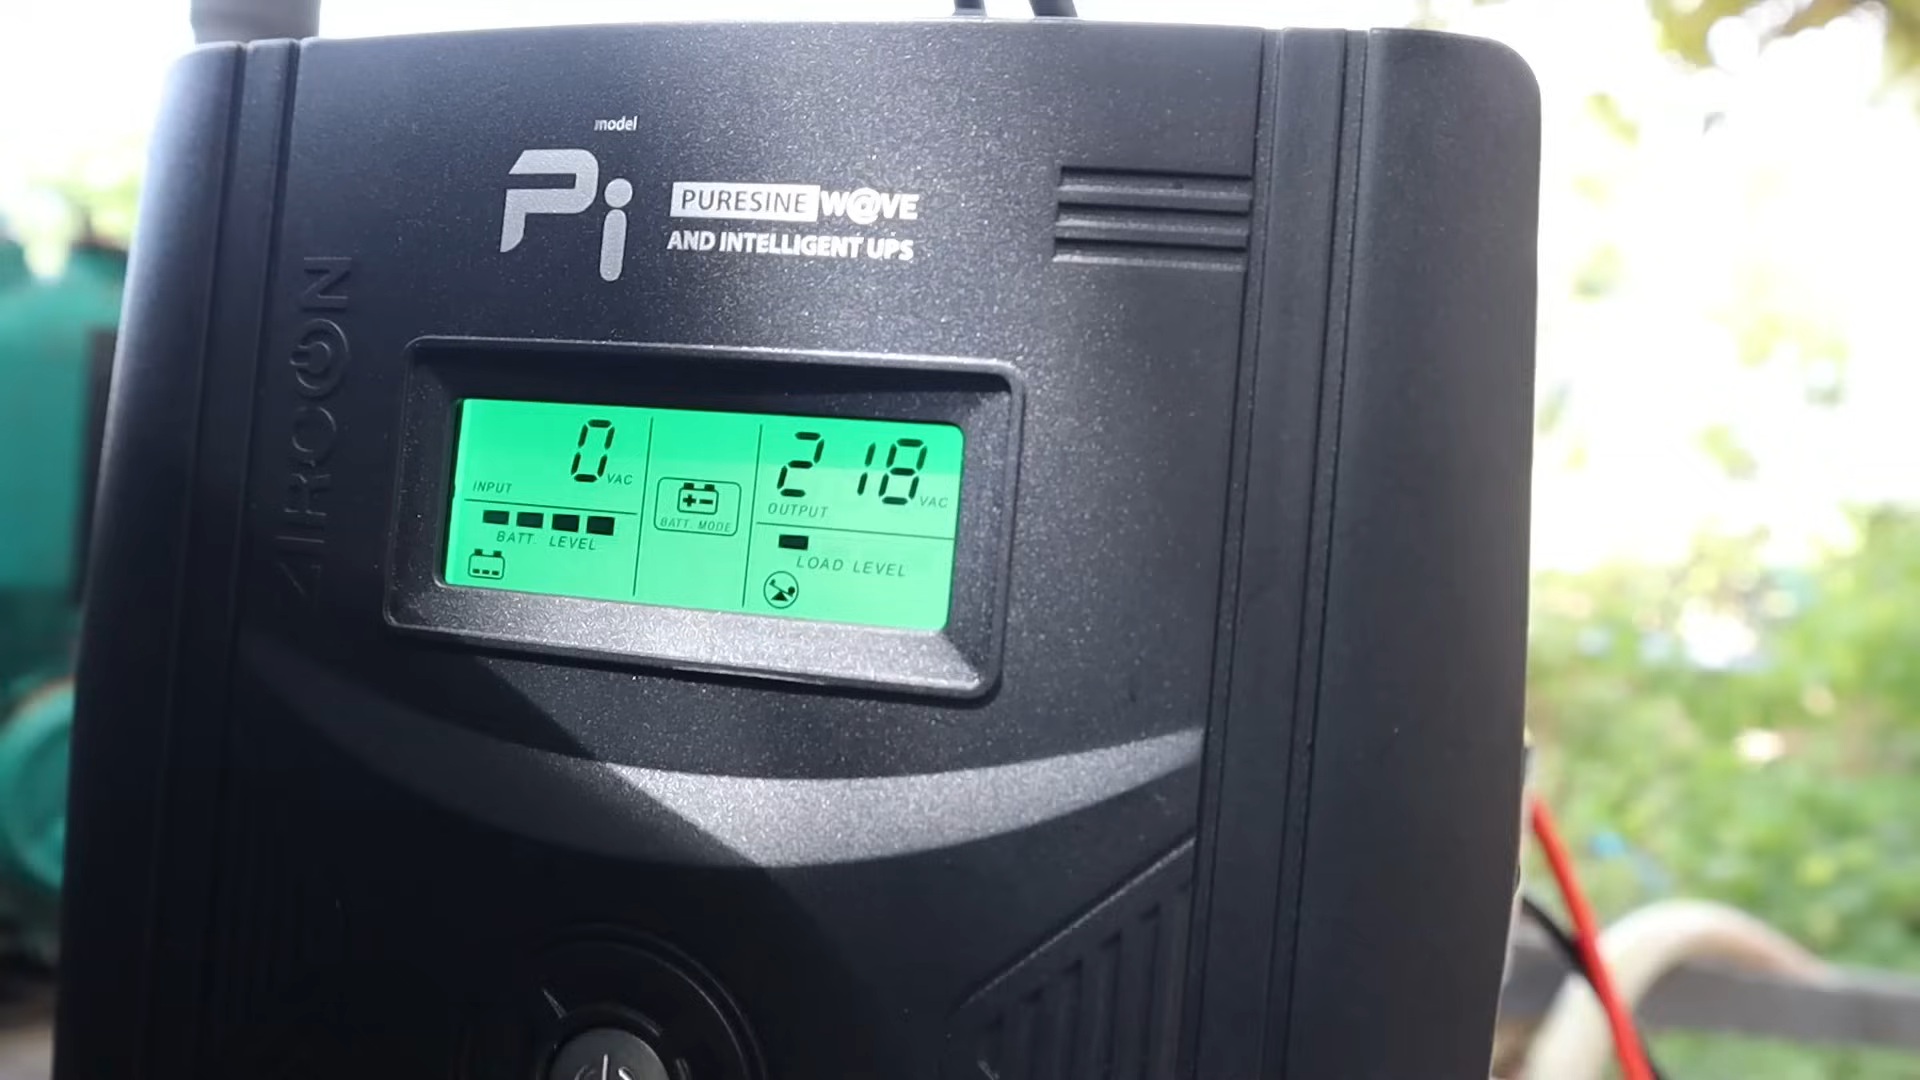 model
Pi
PURESINE W@VE
AND INTELLIGENT UPS
ZIRCON
0 VAC
INPUT
BATT. LEVEL
BATT. MODE
218 VAC
OUTPUT
LOAD LEVEL